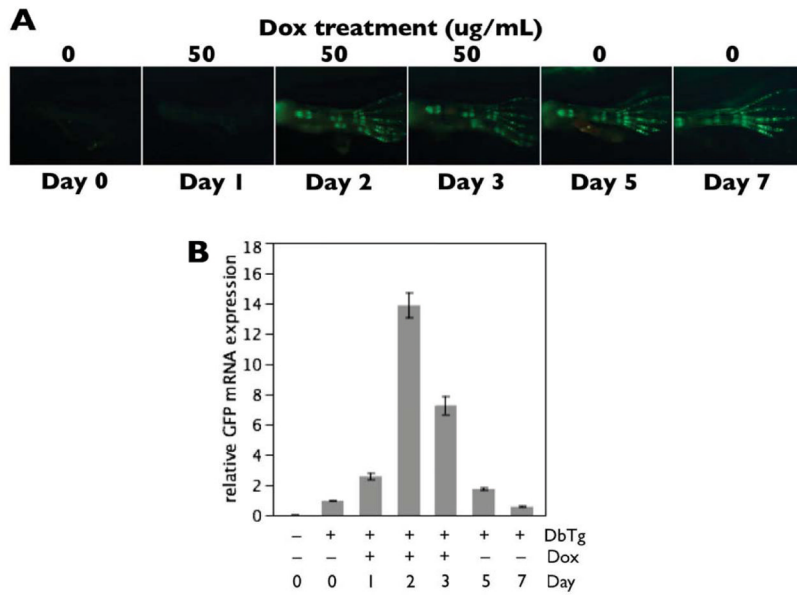 A
Dox treatment (ug/mL)
0 50 50 50 0 0
Day 0 Day 1 Day 2 Day 3 Day 5 Day 7
B
relative GFP mRNA expression
18
16
14
12
10
8
6
4
2
0
– + + + + + + DbTg
– – + + + – – Dox
0 0 1 2 3 5 7 Day